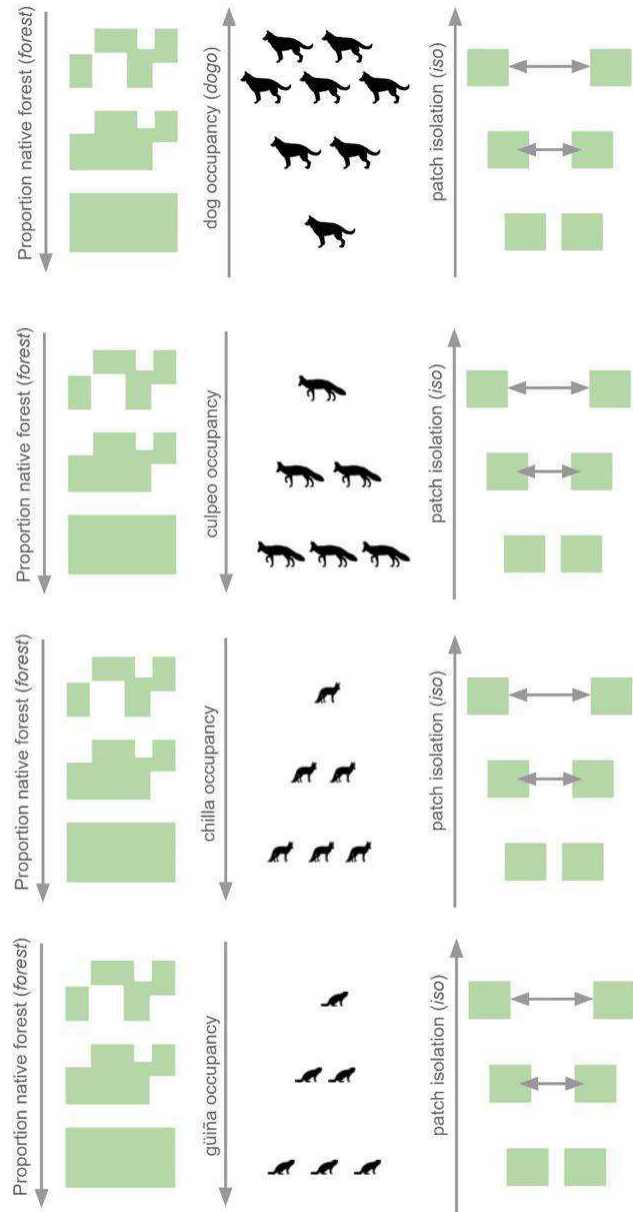 Proportion native forest (forest)
dog occupancy (dogo)
patch isolation (iso)
Proportion native forest (forest)
culpeo occupancy
patch isolation (iso)
Proportion native forest (forest)
chilla occupancy
patch isolation (iso)
Proportion native forest (forest)
güiña occupancy
patch isolation (iso)